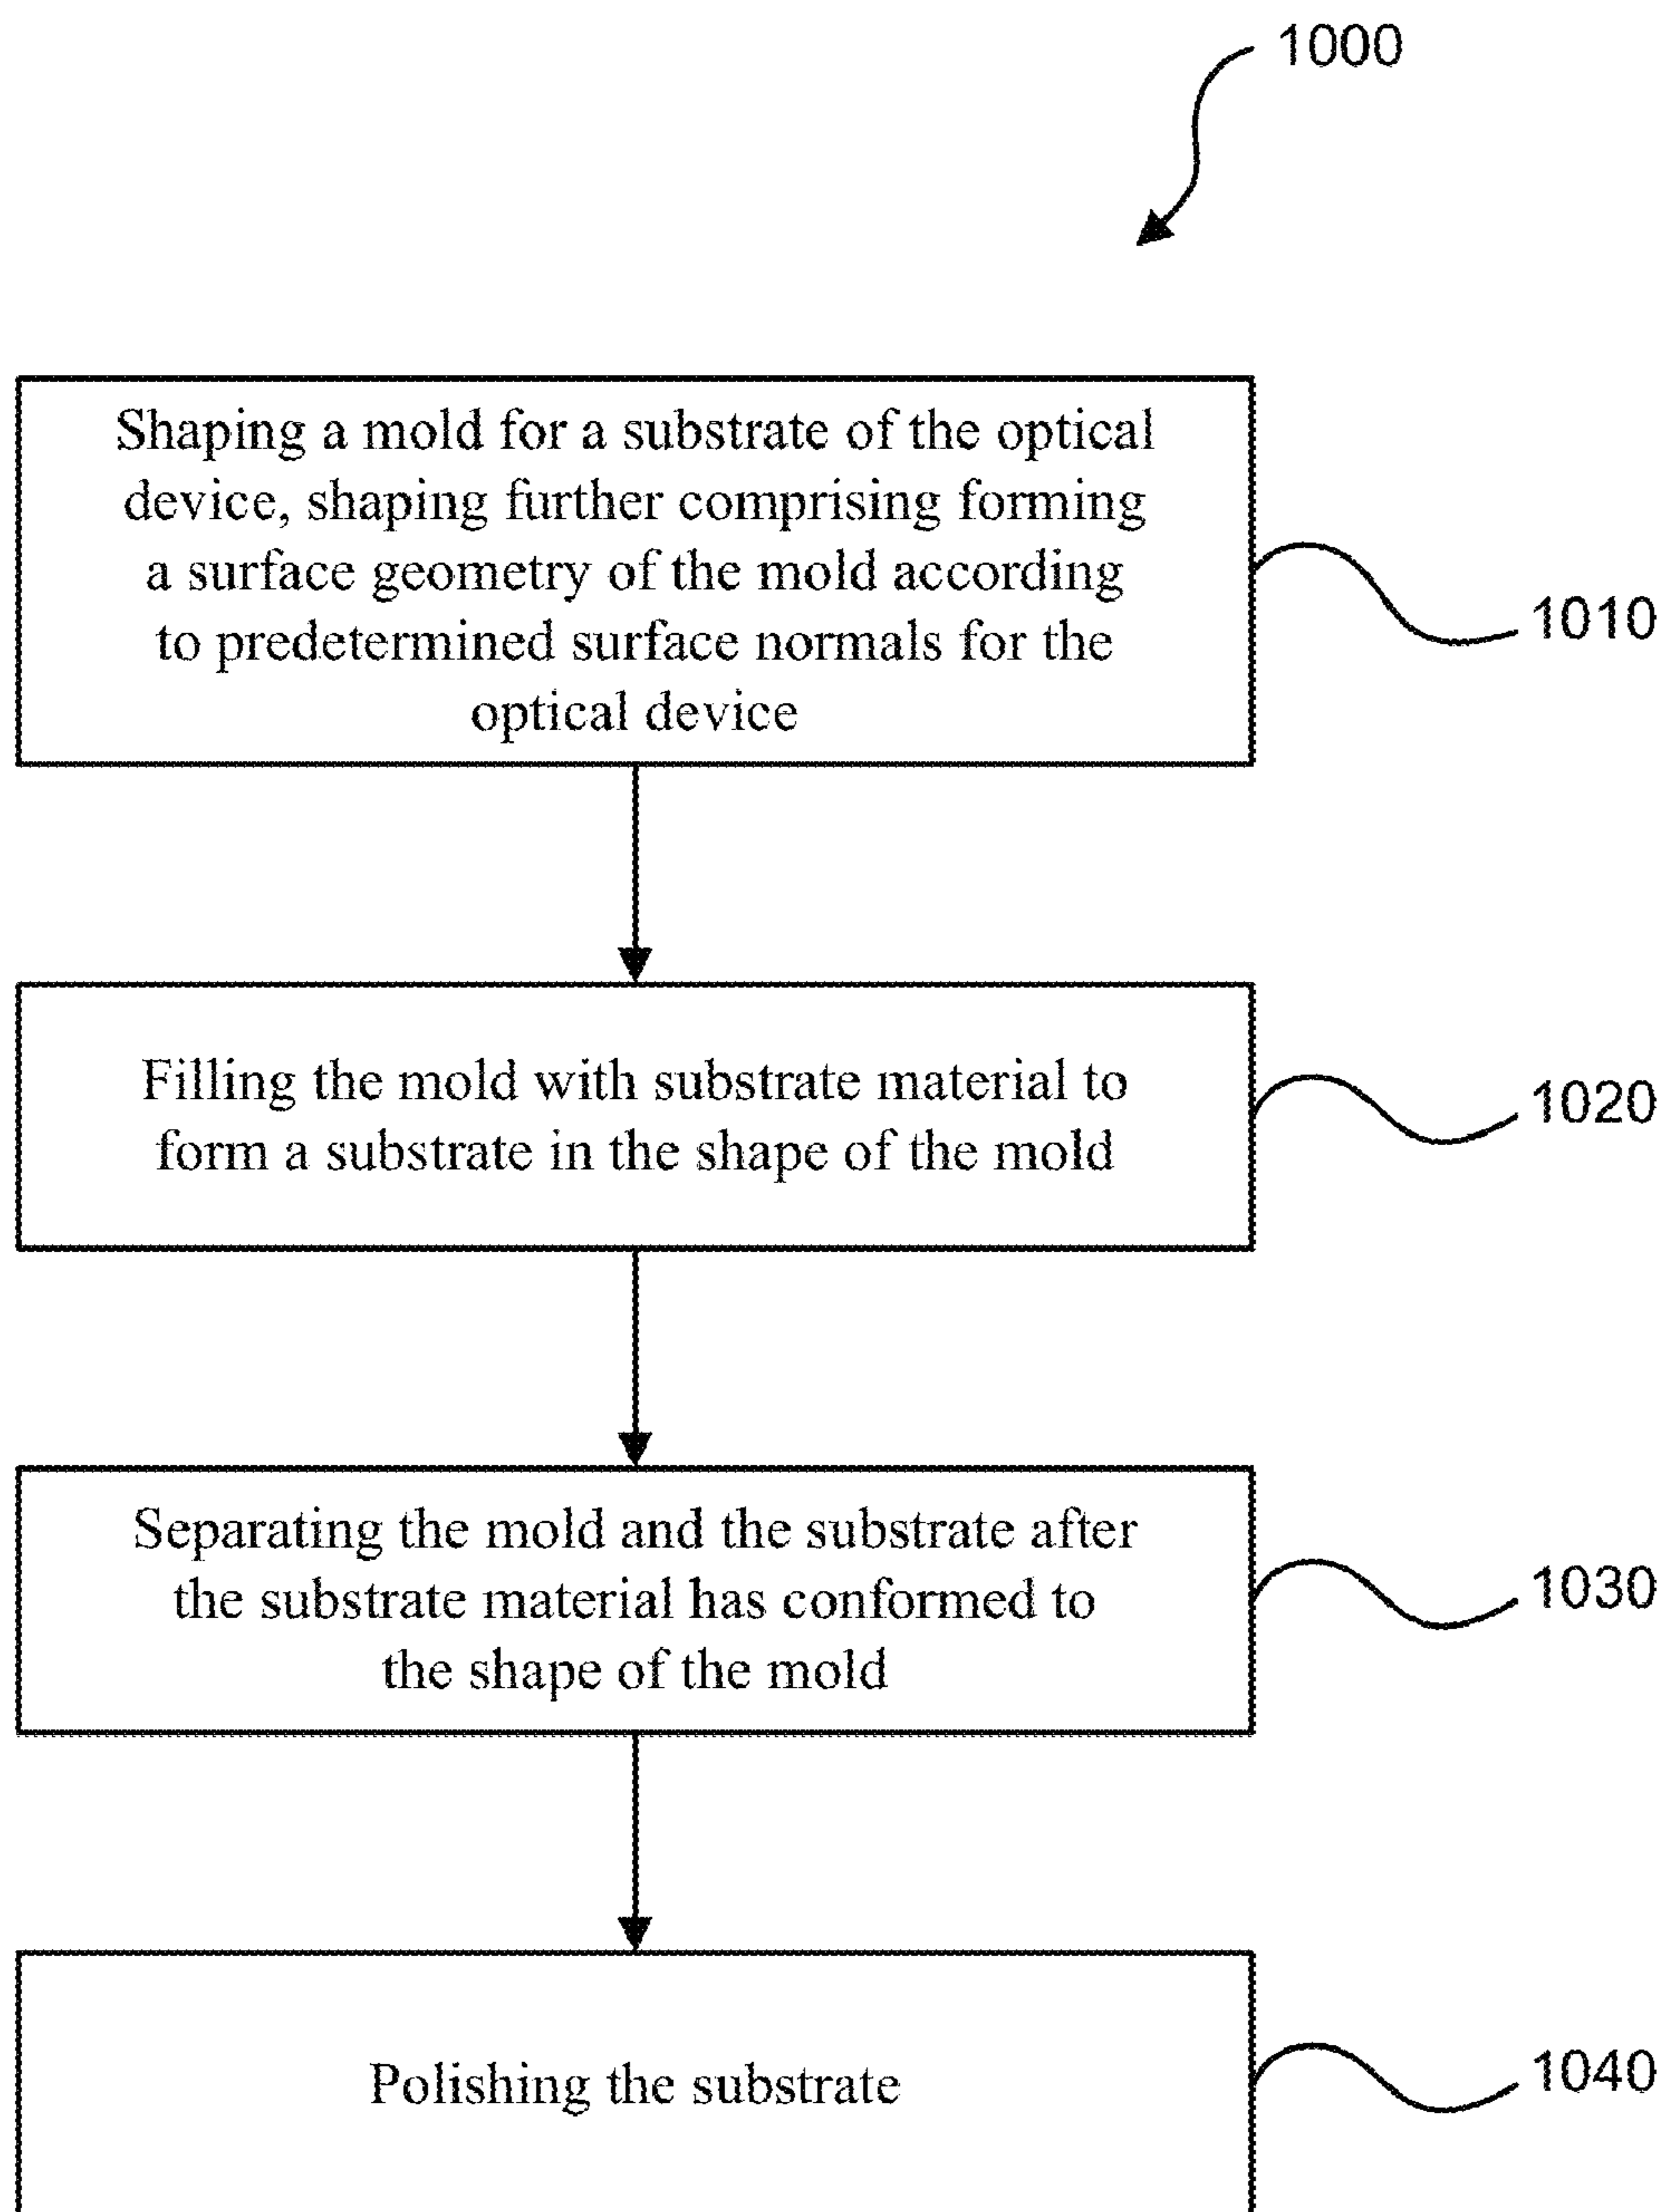 1000
Shaping a mold for a substrate of the optical
device, shaping further comprising forming
a surface geometry of the mold according
to predetermined surface normals for the
optical device
1010
Filling the mold with substrate material to
form a substrate in the shape of the mold
1020
Separating the mold and the substrate after
the substrate material has conformed to
the shape of the mold
1030
Polishing the substrate
1040